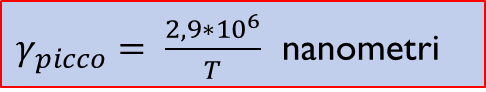 γ_picco = 2,9*10^6 / T nanometri